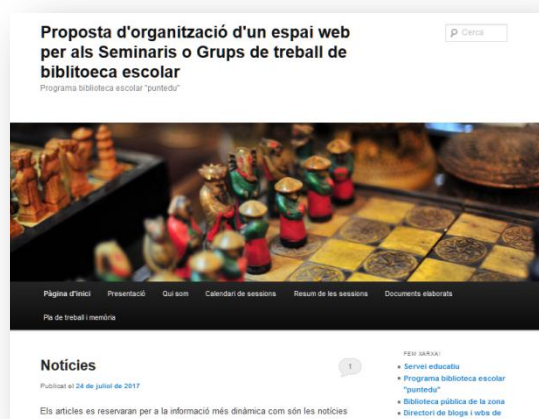 Proposta d'organització d'un espai web
per als Seminaris o Grups de treball de
biblitoeca escolar
Programa biblioteca escolar "puntedu"
Cerca
Pàgina d'inici Presentació Qui som Calendari de sessions Resum de les sessions Documents elaborats
Pla de treball i memòria
Notícies
1
Publicat el 24 de juliol de 2017
Els articles es reservaran per a la informació més dinàmica com són les notícies
FEM XARXA!
Servei educatiu
Programa biblioteca escolar
"puntedu"
Biblioteca pública de la zona
Directori de blogs i wbs de